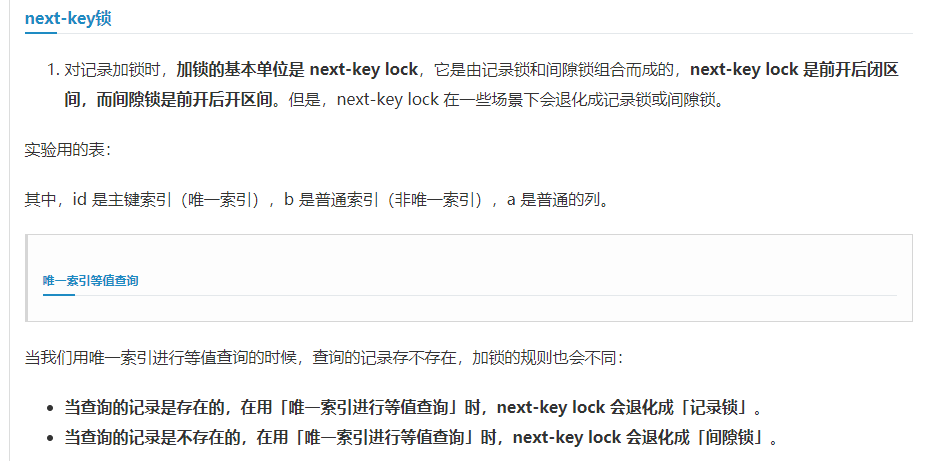 next-key锁
1. 对记录加锁时，加锁的基本单位是 next-key lock，它是由记录锁和间隙锁组合而成的，next-key lock 是前开后闭区
间，而间隙锁是前开后开区间。但是，next-key lock 在一些场景下会退化成记录锁或间隙锁。
实验用的表：
其中，id 是主键索引（唯一索引），b 是普通索引（非唯一索引），a 是普通的列。
唯一索引等值查询
当我们用唯一索引进行等值查询的时候，查询的记录存不存在，加锁的规则也会不同：
• 当查询的记录是存在的，在用「唯一索引进行等值查询」时，next-key lock 会退化成「记录锁」。
• 当查询的记录是不存在的，在用「唯一索引进行等值查询」时，next-key lock 会退化成「间隙锁」。